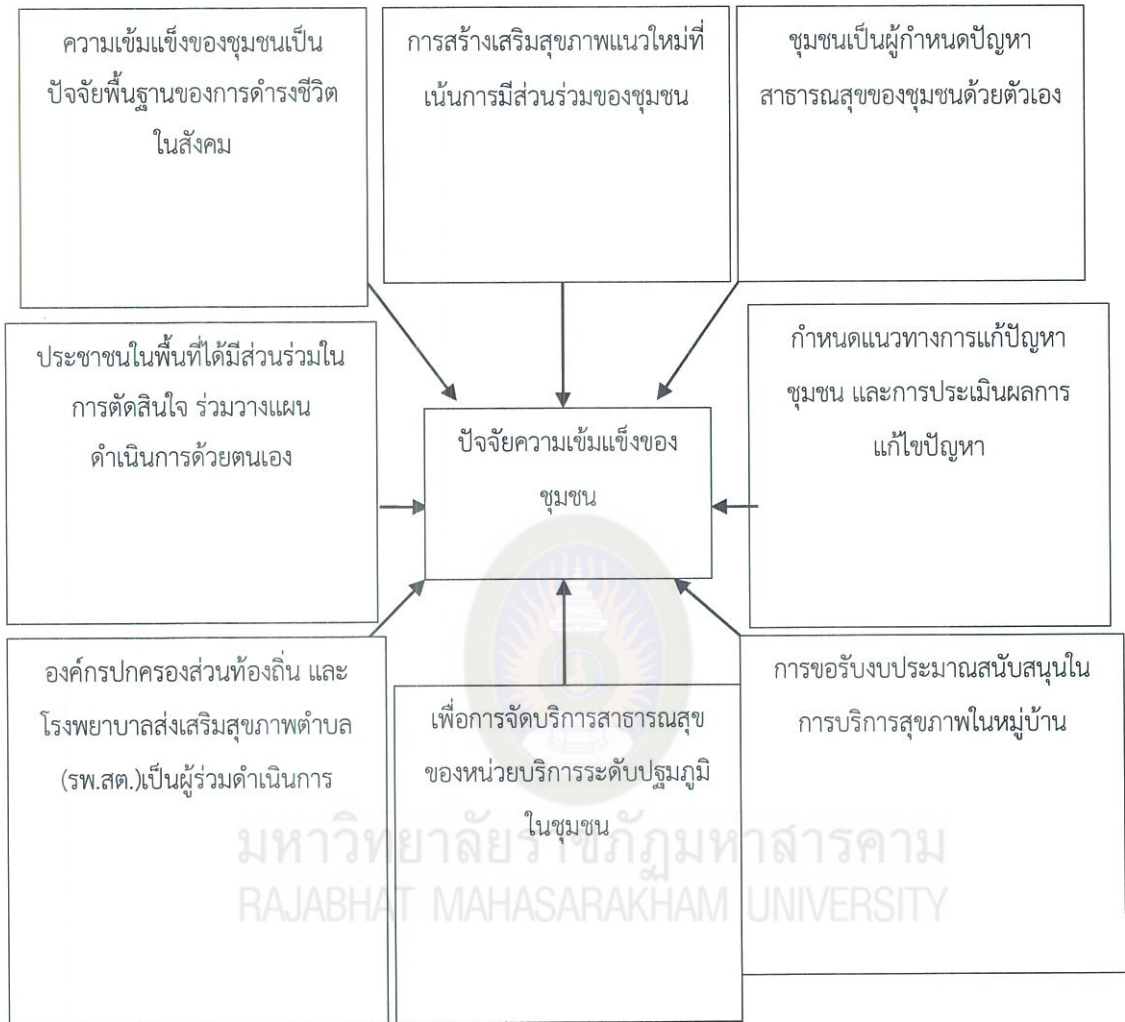 ความเข้มแข็งของชุมชนเป็น
ปัจจัยพื้นฐานของการดำรงชีวิต
ในสังคม
การสร้างเสริมสุขภาพแนวใหม่ที่
เน้นการมีส่วนร่วมของชุมชน
ชุมชนเป็นผู้กำหนดปัญหา
สาธารณสุขของชุมชนด้วยตัวเอง
ประชาชนในพื้นที่ได้มีส่วนร่วมใน
การตัดสินใจ ร่วมวางแผน
ดำเนินการด้วยตนเอง
ปัจจัยความเข้มแข็งของ
ชุมชน
กำหนดแนวทางการแก้ปัญหา
ชุมชน และการประเมินผลการ
แก้ไขปัญหา
องค์กรปกครองส่วนท้องถิ่น และ
โรงพยาบาลส่งเสริมสุขภาพตำบล
(รพ.สต.)เป็นผู้ร่วมดำเนินการ
เพื่อการจัดบริการสาธารณสุข
ของหน่วยบริการระดับปฐมภูมิ
ในชุมชน
การขอรับงบประมาณสนับสนุนใน
การบริการสุขภาพในหมู่บ้าน
มหาวิทยาลัยราชภัฏมหาสารคาม
RAJABHAT MAHASARAKHAM UNIVERSITY